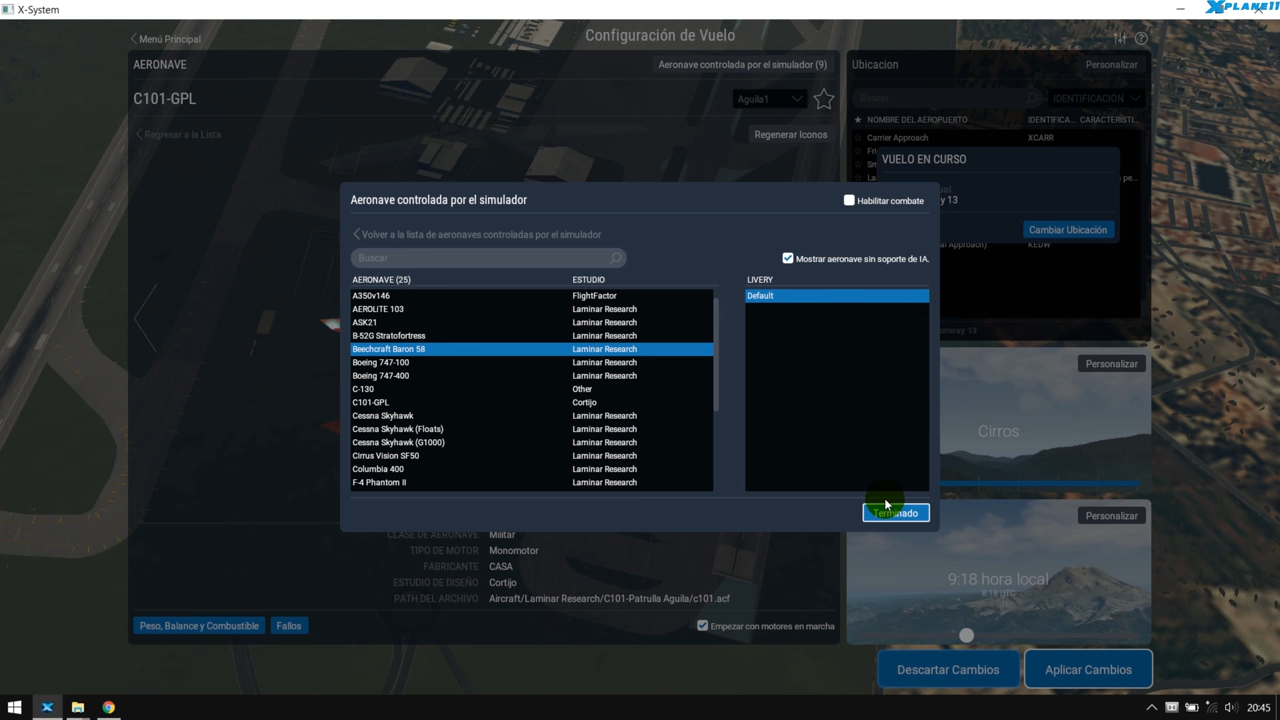 X-System
XPLANE11
Menú Principal
Configuración de Vuelo
AERONAVE
Aeronave controlada por el simulador (9)
Ubicacion
Personalizar
C101-GPL
Aguila1
Buscar
IDENTIFICACIÓN
Regresar a la Lista
Regenerar Iconos
NOMBRE DEL AEROPUERTO
IDENTIFICA...
CARACTERÍSTI...
Carrier Approach
XCARR
VUELO EN CURSO
Cambiar Ubicación
KEDW
Aeronave controlada por el simulador
Habilitar combate
Volver a la lista de aeronaves controladas por el simulador
Buscar
Mostrar aeronave sin soporte de IA.
AERONAVE (25)
ESTUDIO
LIVERY
A350v146
FlightFactor
Default
AEROLITE 103
Laminar Research
ASK21
Laminar Research
B-52G Stratofortress
Laminar Research
Beechcraft Baron 58
Laminar Research
Boeing 747-100
Laminar Research
Boeing 747-400
Laminar Research
C-130
Other
C101-GPL
Cortijo
Cessna Skyhawk
Laminar Research
Cessna Skyhawk (Floats)
Laminar Research
Cessna Skyhawk (G1000)
Laminar Research
Cirrus Vision SF50
Laminar Research
Columbia 400
Laminar Research
F-4 Phantom II
Laminar Research
Terminado
Personalizar
Cirros
Personalizar
9:18 hora local
8:18 UTC
CLASE DE AERONAVE
Militar
TIPO DE MOTOR
Monomotor
FABRICANTE
CASA
ESTUDIO DE DISEÑO
Cortijo
PATH DEL ARCHIVO
Aircraft/Laminar Research/C101-Patrulla Aguila/c101.acf
Peso, Balance y Combustible
Fallos
Empezar con motores en marcha
Descartar Cambios
Aplicar Cambios
20:45